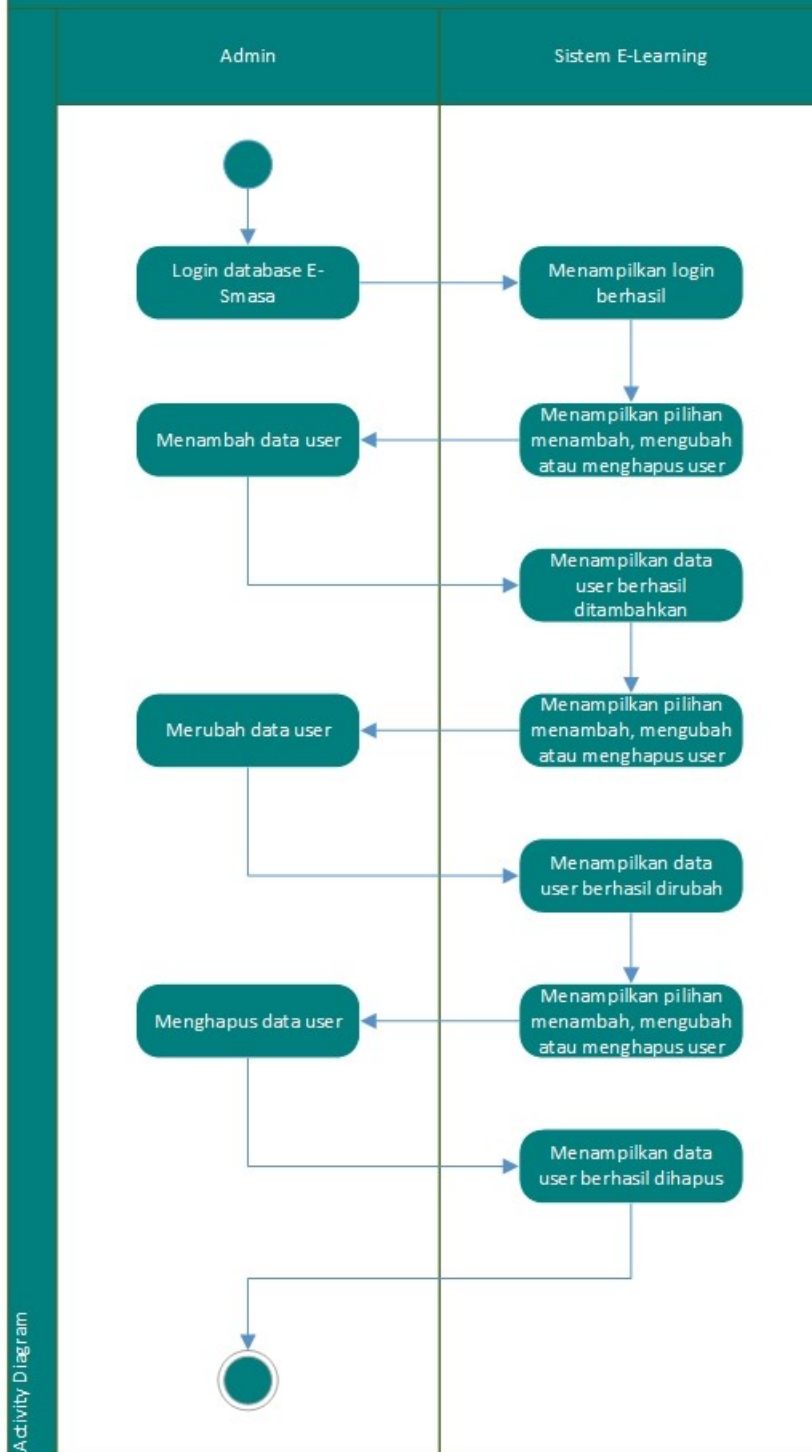 Admin
Sistem E-Learning
Login database E-
Smasa
Menampilkan login
berhasil
Menambah data user
Menampilkan pilihan
menambah, mengubah
atau menghapus user
Menampilkan data
user berhasil
ditambahkan
Merubah data user
Menampilkan pilihan
menambah, mengubah
atau menghapus user
Menampilkan data
user berhasil dirubah
Menghapus data user
Menampilkan pilihan
menambah, mengubah
atau menghapus user
Menampilkan data
user berhasil dihapus
Activity Diagram